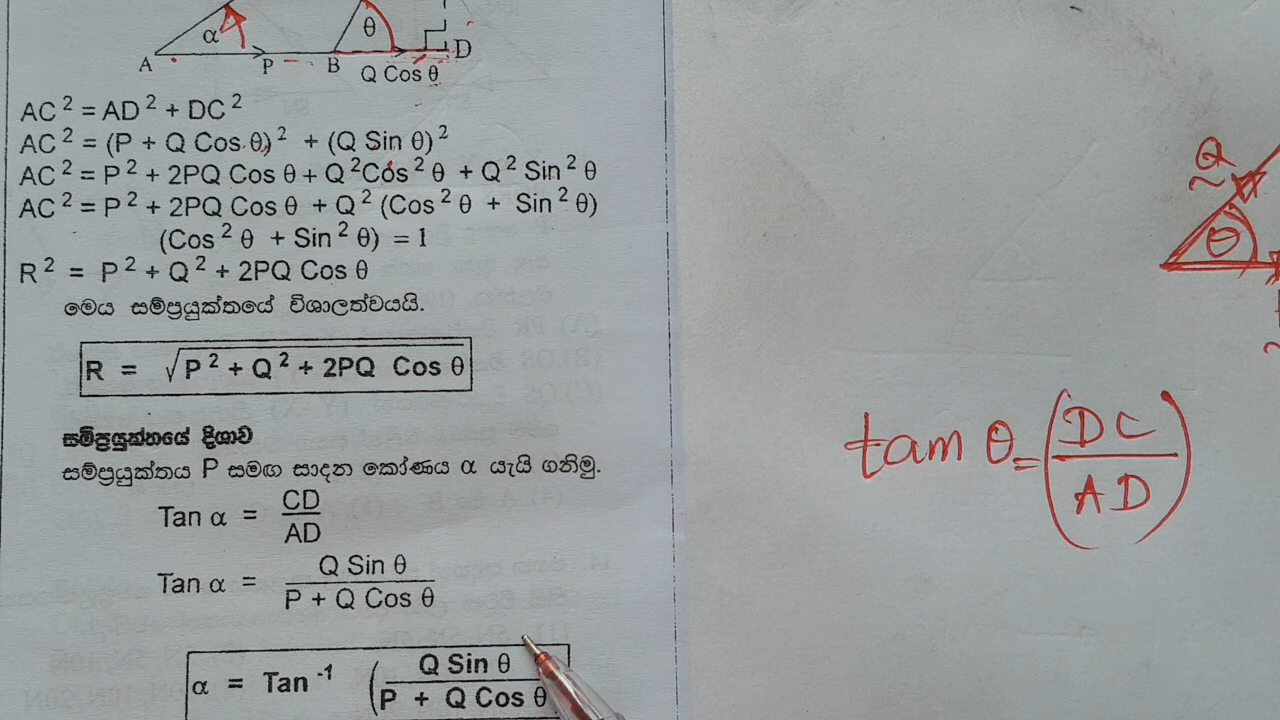 α θ
A P B D
Q Cos θ
AC² = AD² + DC²
AC² = (P + Q Cos θ)² + (Q Sin θ)²
AC² = P² + 2PQ Cos θ + Q²Cos²θ + Q² Sin²θ
AC² = P² + 2PQ Cos θ + Q² (Cos²θ + Sin²θ)
(Cos²θ + Sin²θ) = 1
R² = P² + Q² + 2PQ Cos θ
මෙය සම්ප්‍රයුක්තයේ විශාලත්වයයි.
R = √P² + Q² + 2PQ Cos θ
සම්ප්‍රයුක්තයේ දිශාව
සම්ප්‍රයුක්තය P සමඟ සාදන කෝණය α යැයි ගනිමු.
Tan α = CD
AD
Tan α = Q Sin θ
P + Q Cos θ
α = Tan⁻¹ (Q Sin θ
P + Q Cos θ
Q
θ
tam θ = (DC
AD)